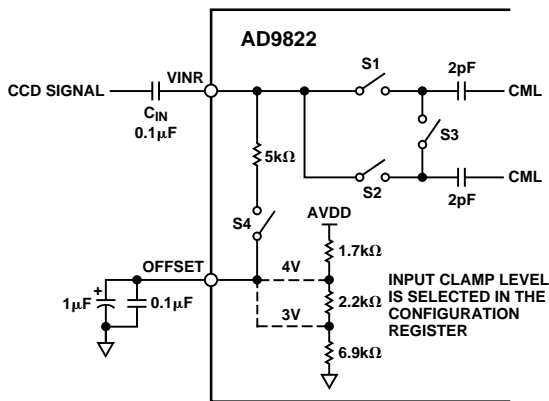 AD9822
S1
2pF
CCD SIGNAL
VINR
CML
CIN
0.1μF
S3
5kΩ
S2
2pF
CML
S4
AVDD
1.7kΩ
OFFSET
4V
INPUT CLAMP LEVEL
IS SELECTED IN THE
CONFIGURATION
REGISTER
1μF
+
0.1μF
2.2kΩ
3V
6.9kΩ